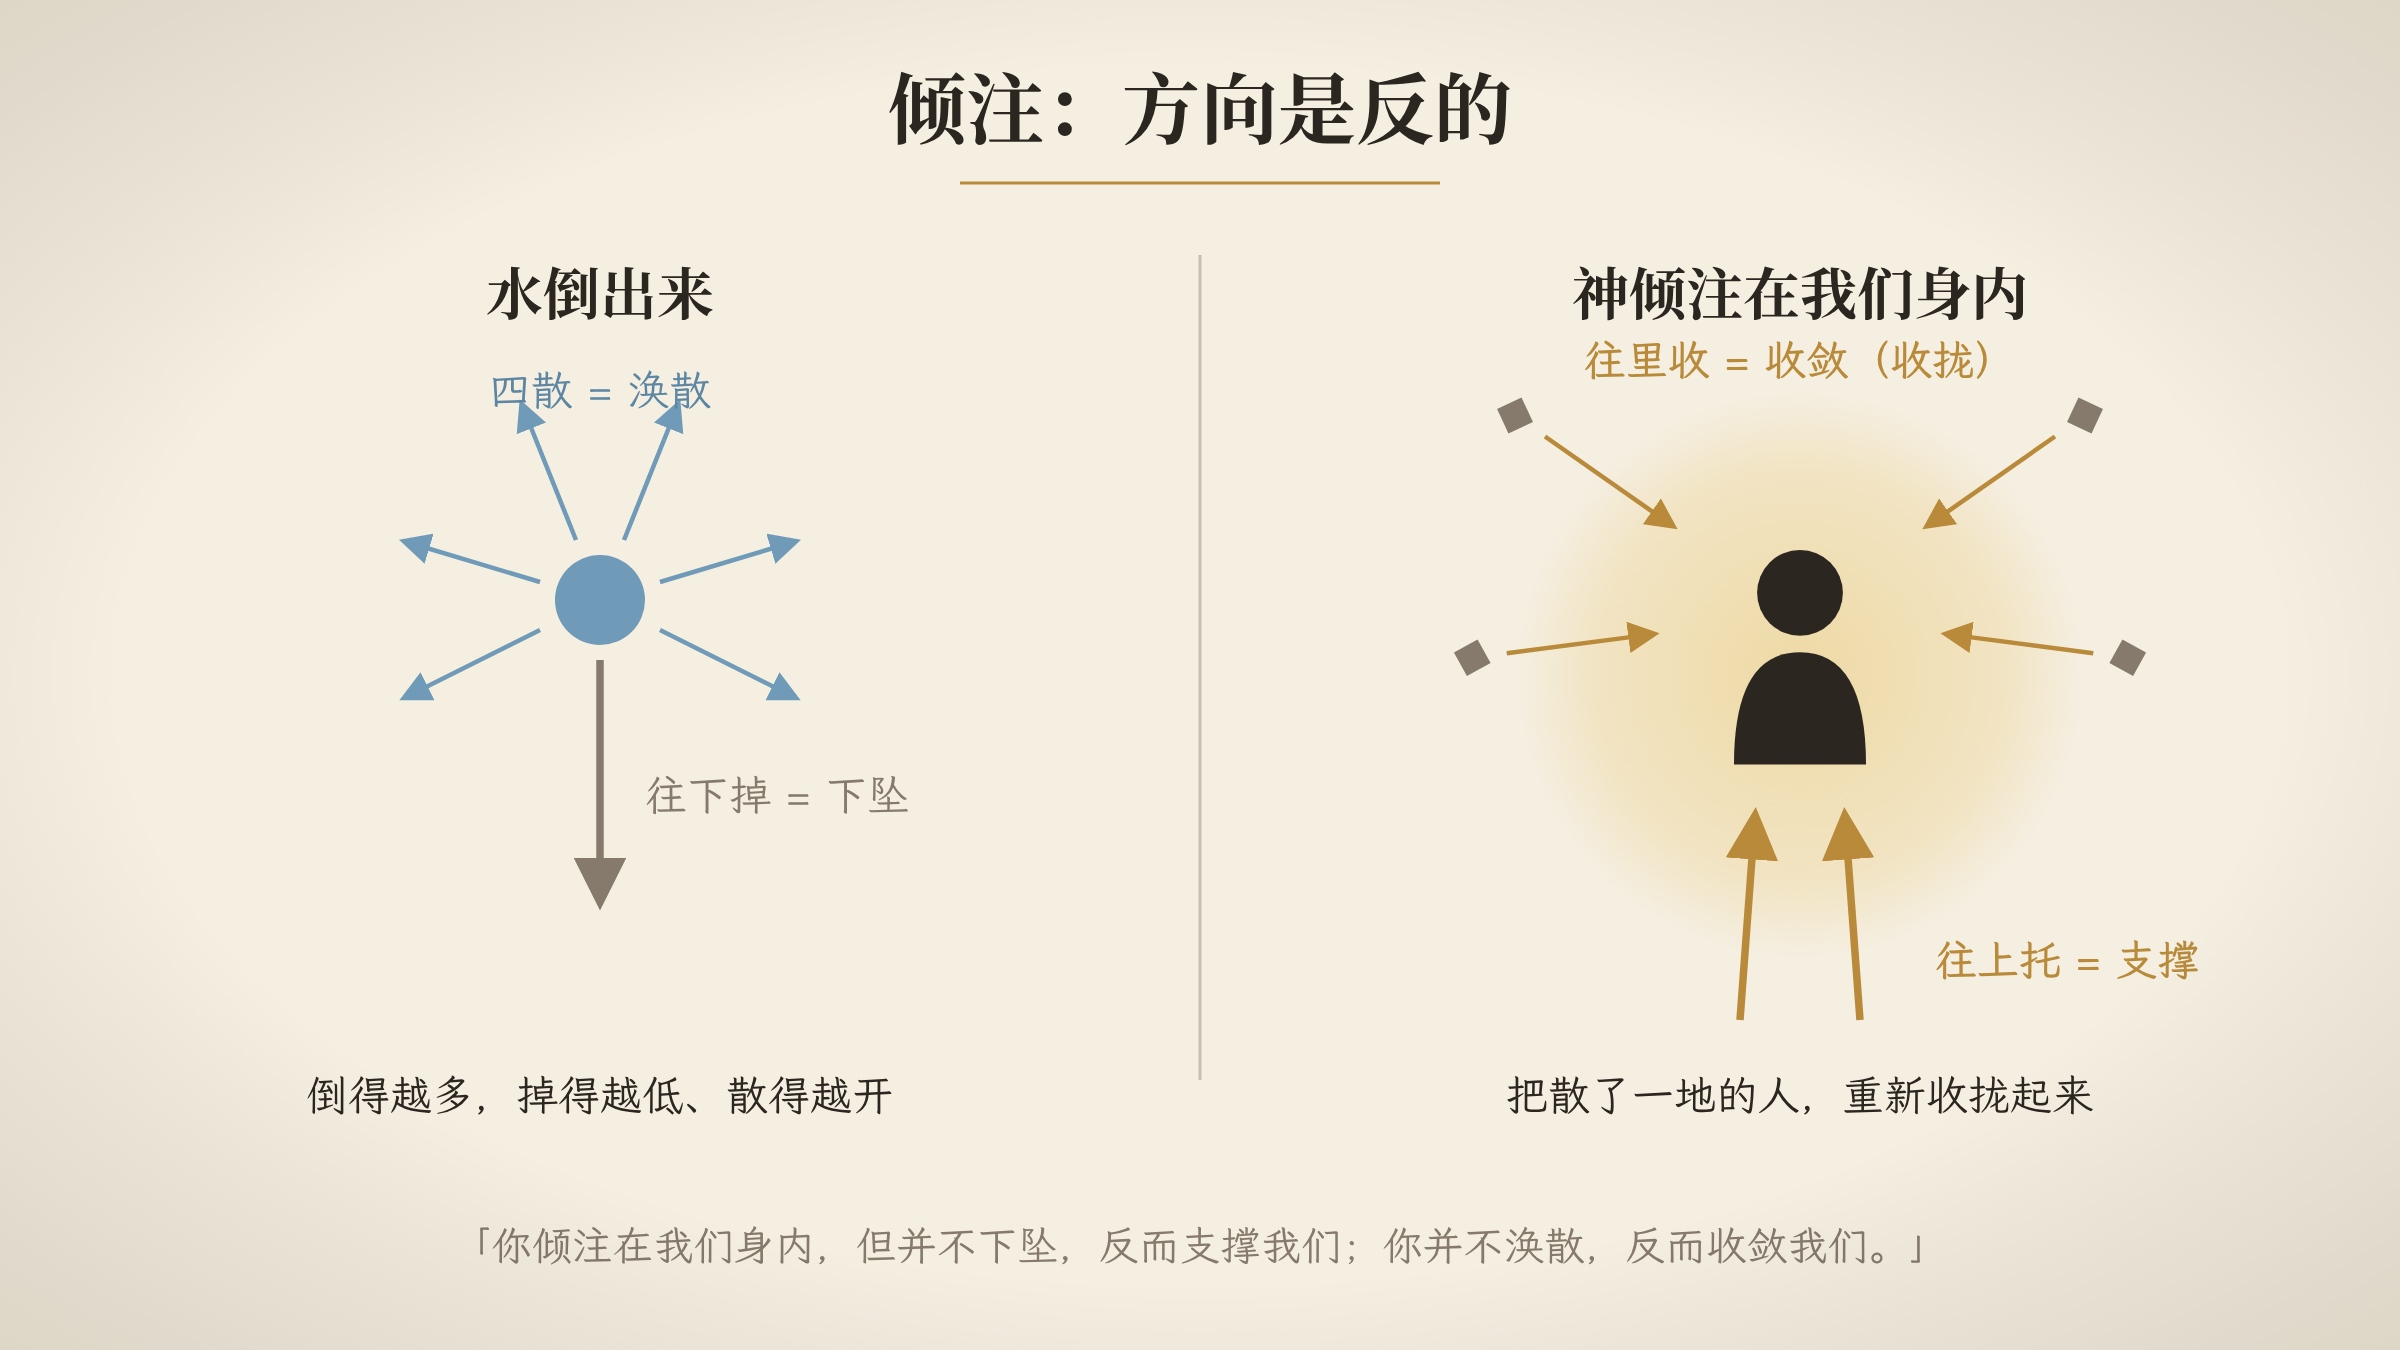 倾注：方向是反的
水倒出来
四散 = 涣散
往下掉 = 下坠
倒得越多，掉得越低、散得越开
神倾注在我们身内
往里收 = 收敛（收拢）
往上托 = 支撑
把散了一地的人，重新收拢起来
「你倾注在我们身内，但并不下坠，反而支撑我们；你并不涣散，反而收敛我们。」